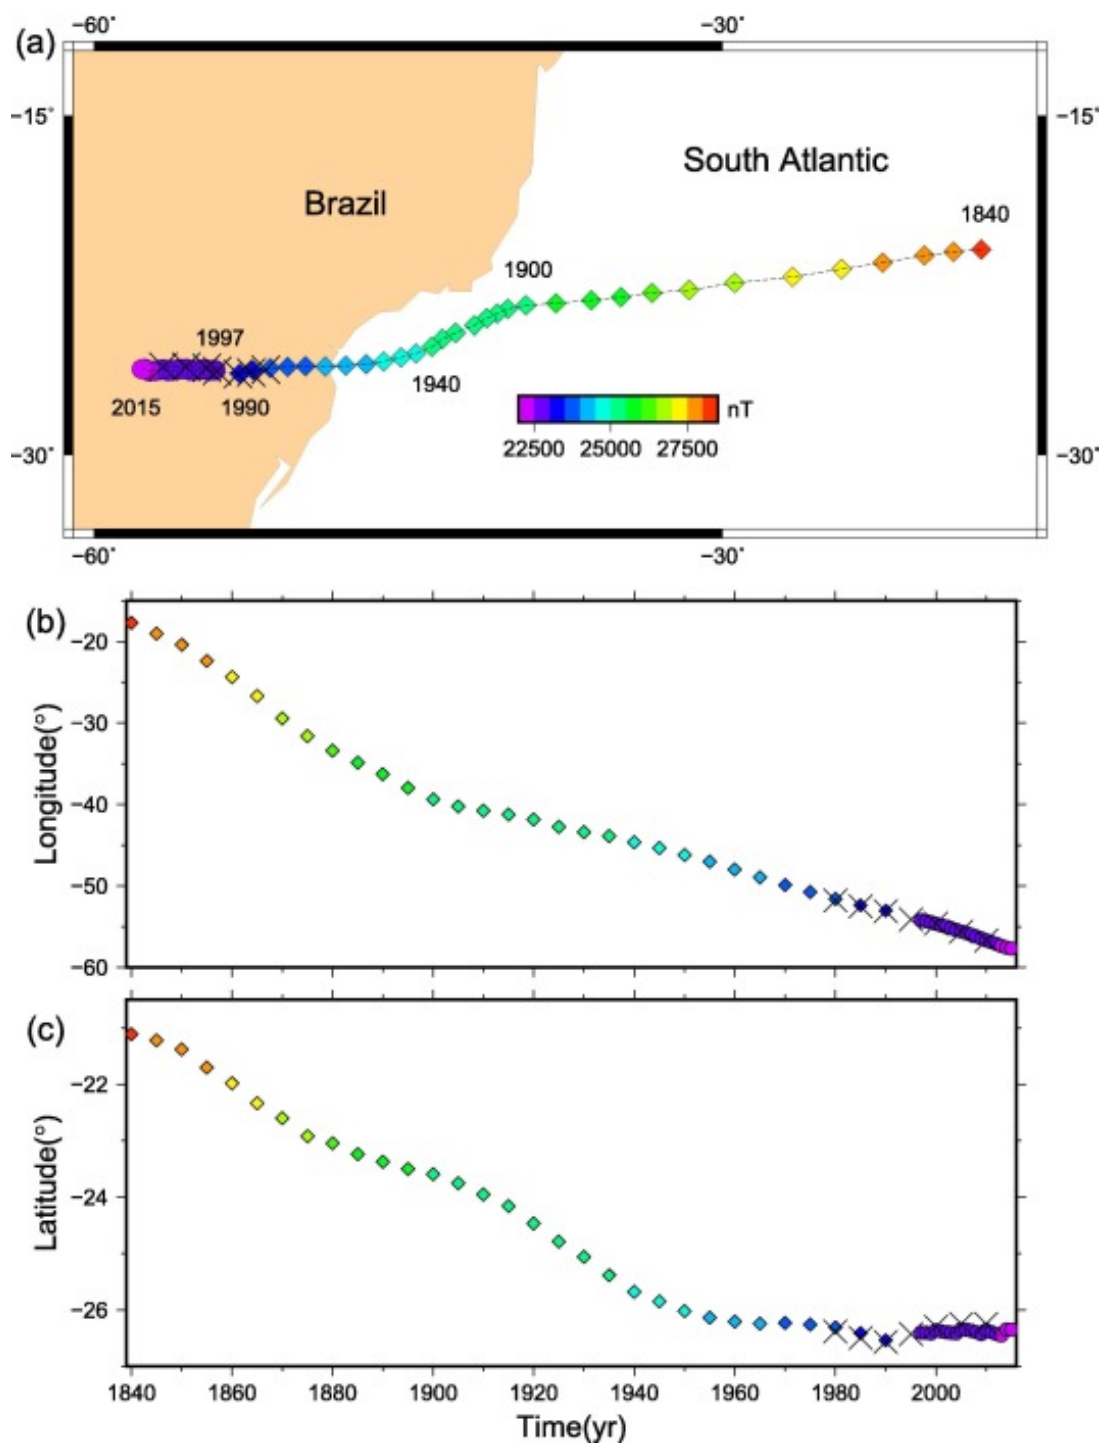 −60° −30°
(a)
−15° −15°
South Atlantic
Brazil
1840
1900
1997
2015 1990 1940
nT
22500 25000 27500
−30° −30°
−60° −30°
(b)
−20
−30
−40
−50
−60
Longitude(°)
(c)
−22
−24
−26
Latitude(°)
1840 1860 1880 1900 1920 1940 1960 1980 2000
Time(yr)